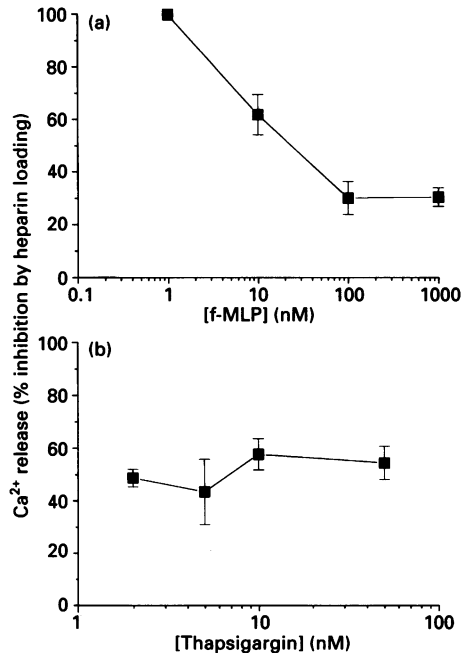 Ca²⁺ release (% inhibition by heparin loading)
(a)
100
80
60
40
20
0
0.1 1 10 100 1000
[f-MLP] (nM)
(b)
100
80
60
40
20
0
1 10 100
[Thapsigargin] (nM)